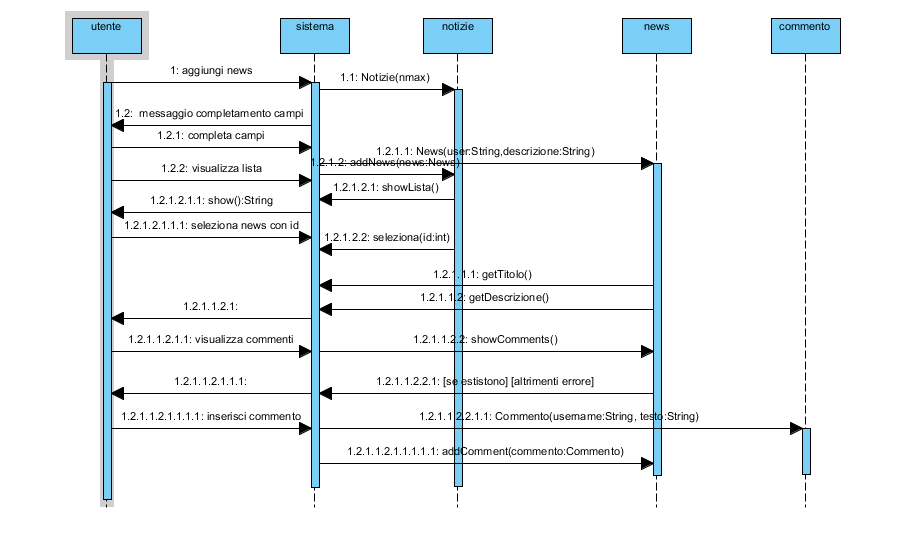 utente
sistema
notizie
news
commento
1: aggiungi news
1.1: Notizie(nmax)
1.2:  messaggio completamento campi
1.2.1: completa campi
1.2.1.1: News(user:String,descrizione:String)
1.2.1.2: addNews(news:News)
1.2.2: visualizza lista
1.2.1.2.1: showLista()
1.2.1.2.1.1: show():String
1.2.1.2.1.1.1: seleziona news con id
1.2.1.2.2: seleziona(id:int)
1.2.1.1.1: getTitolo()
1.2.1.1.2: getDescrizione()
1.2.1.1.2.1:
1.2.1.1.2.1.1: visualizza commenti
1.2.1.1.2.2: showComments()
1.2.1.1.2.1.1.1:
1.2.1.1.2.2.1: [se estistono] [altrimenti errore]
1.2.1.1.2.1.1.1.1: inserisci commento
1.2.1.1.2.2.1.1: Commento(username:String, testo:String)
1.2.1.1.2.1.1.1.1.1: addComment(commento:Commento)